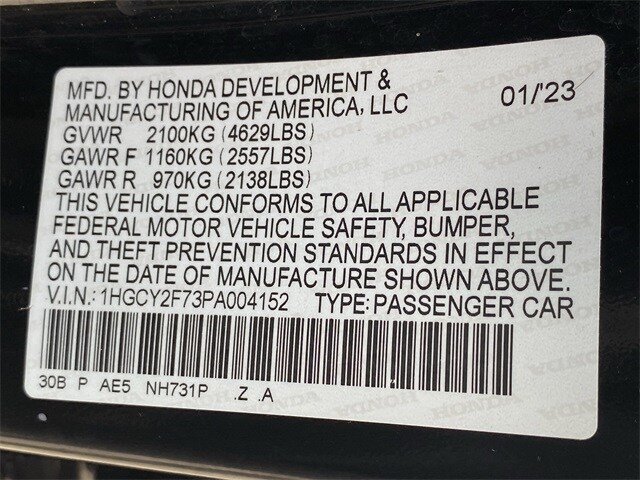 MFD. BY HONDA DEVELOPMENT &
MANUFACTURING OF AMERICA, LLC 01/'23
GVWR 2100KG (4629LBS)
GAWR F 1160KG (2557LBS)
GAWR R 970KG (2138LBS)
THIS VEHICLE CONFORMS TO ALL APPLICABLE
FEDERAL MOTOR VEHICLE SAFETY, BUMPER,
AND THEFT PREVENTION STANDARDS IN EFFECT
ON THE DATE OF MANUFACTURE SHOWN ABOVE.
V.I.N.: 1HGCY2F73PA004152 TYPE: PASSENGER CAR
30B P AE5 NH731P .Z .A